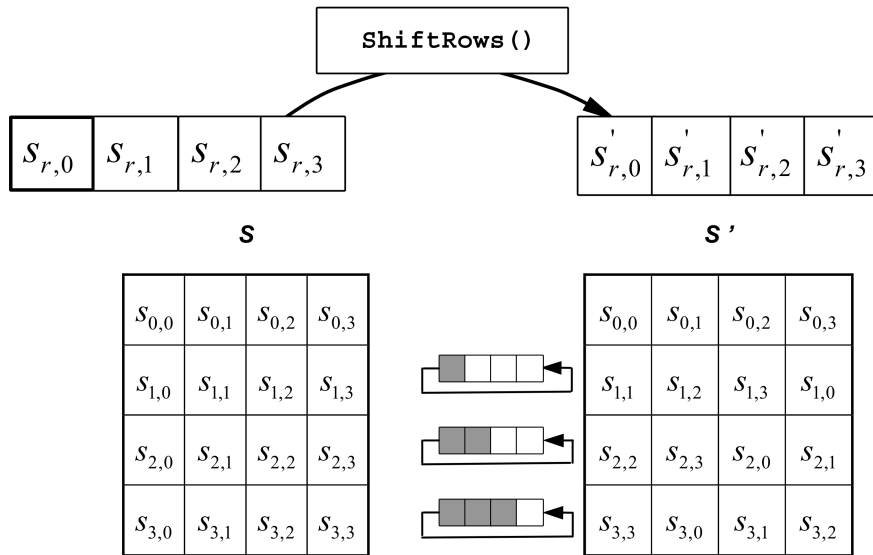 ShiftRows()
s_{r,0} s_{r,1} s_{r,2} s_{r,3} s'_{r,0} s'_{r,1} s'_{r,2} s'_{r,3}
S S'
s_{0,0} s_{0,1} s_{0,2} s_{0,3} s_{0,0} s_{0,1} s_{0,2} s_{0,3}
s_{1,0} s_{1,1} s_{1,2} s_{1,3} s_{1,1} s_{1,2} s_{1,3} s_{1,0}
s_{2,0} s_{2,1} s_{2,2} s_{2,3} s_{2,2} s_{2,3} s_{2,0} s_{2,1}
s_{3,0} s_{3,1} s_{3,2} s_{3,3} s_{3,3} s_{3,0} s_{3,1} s_{3,2}